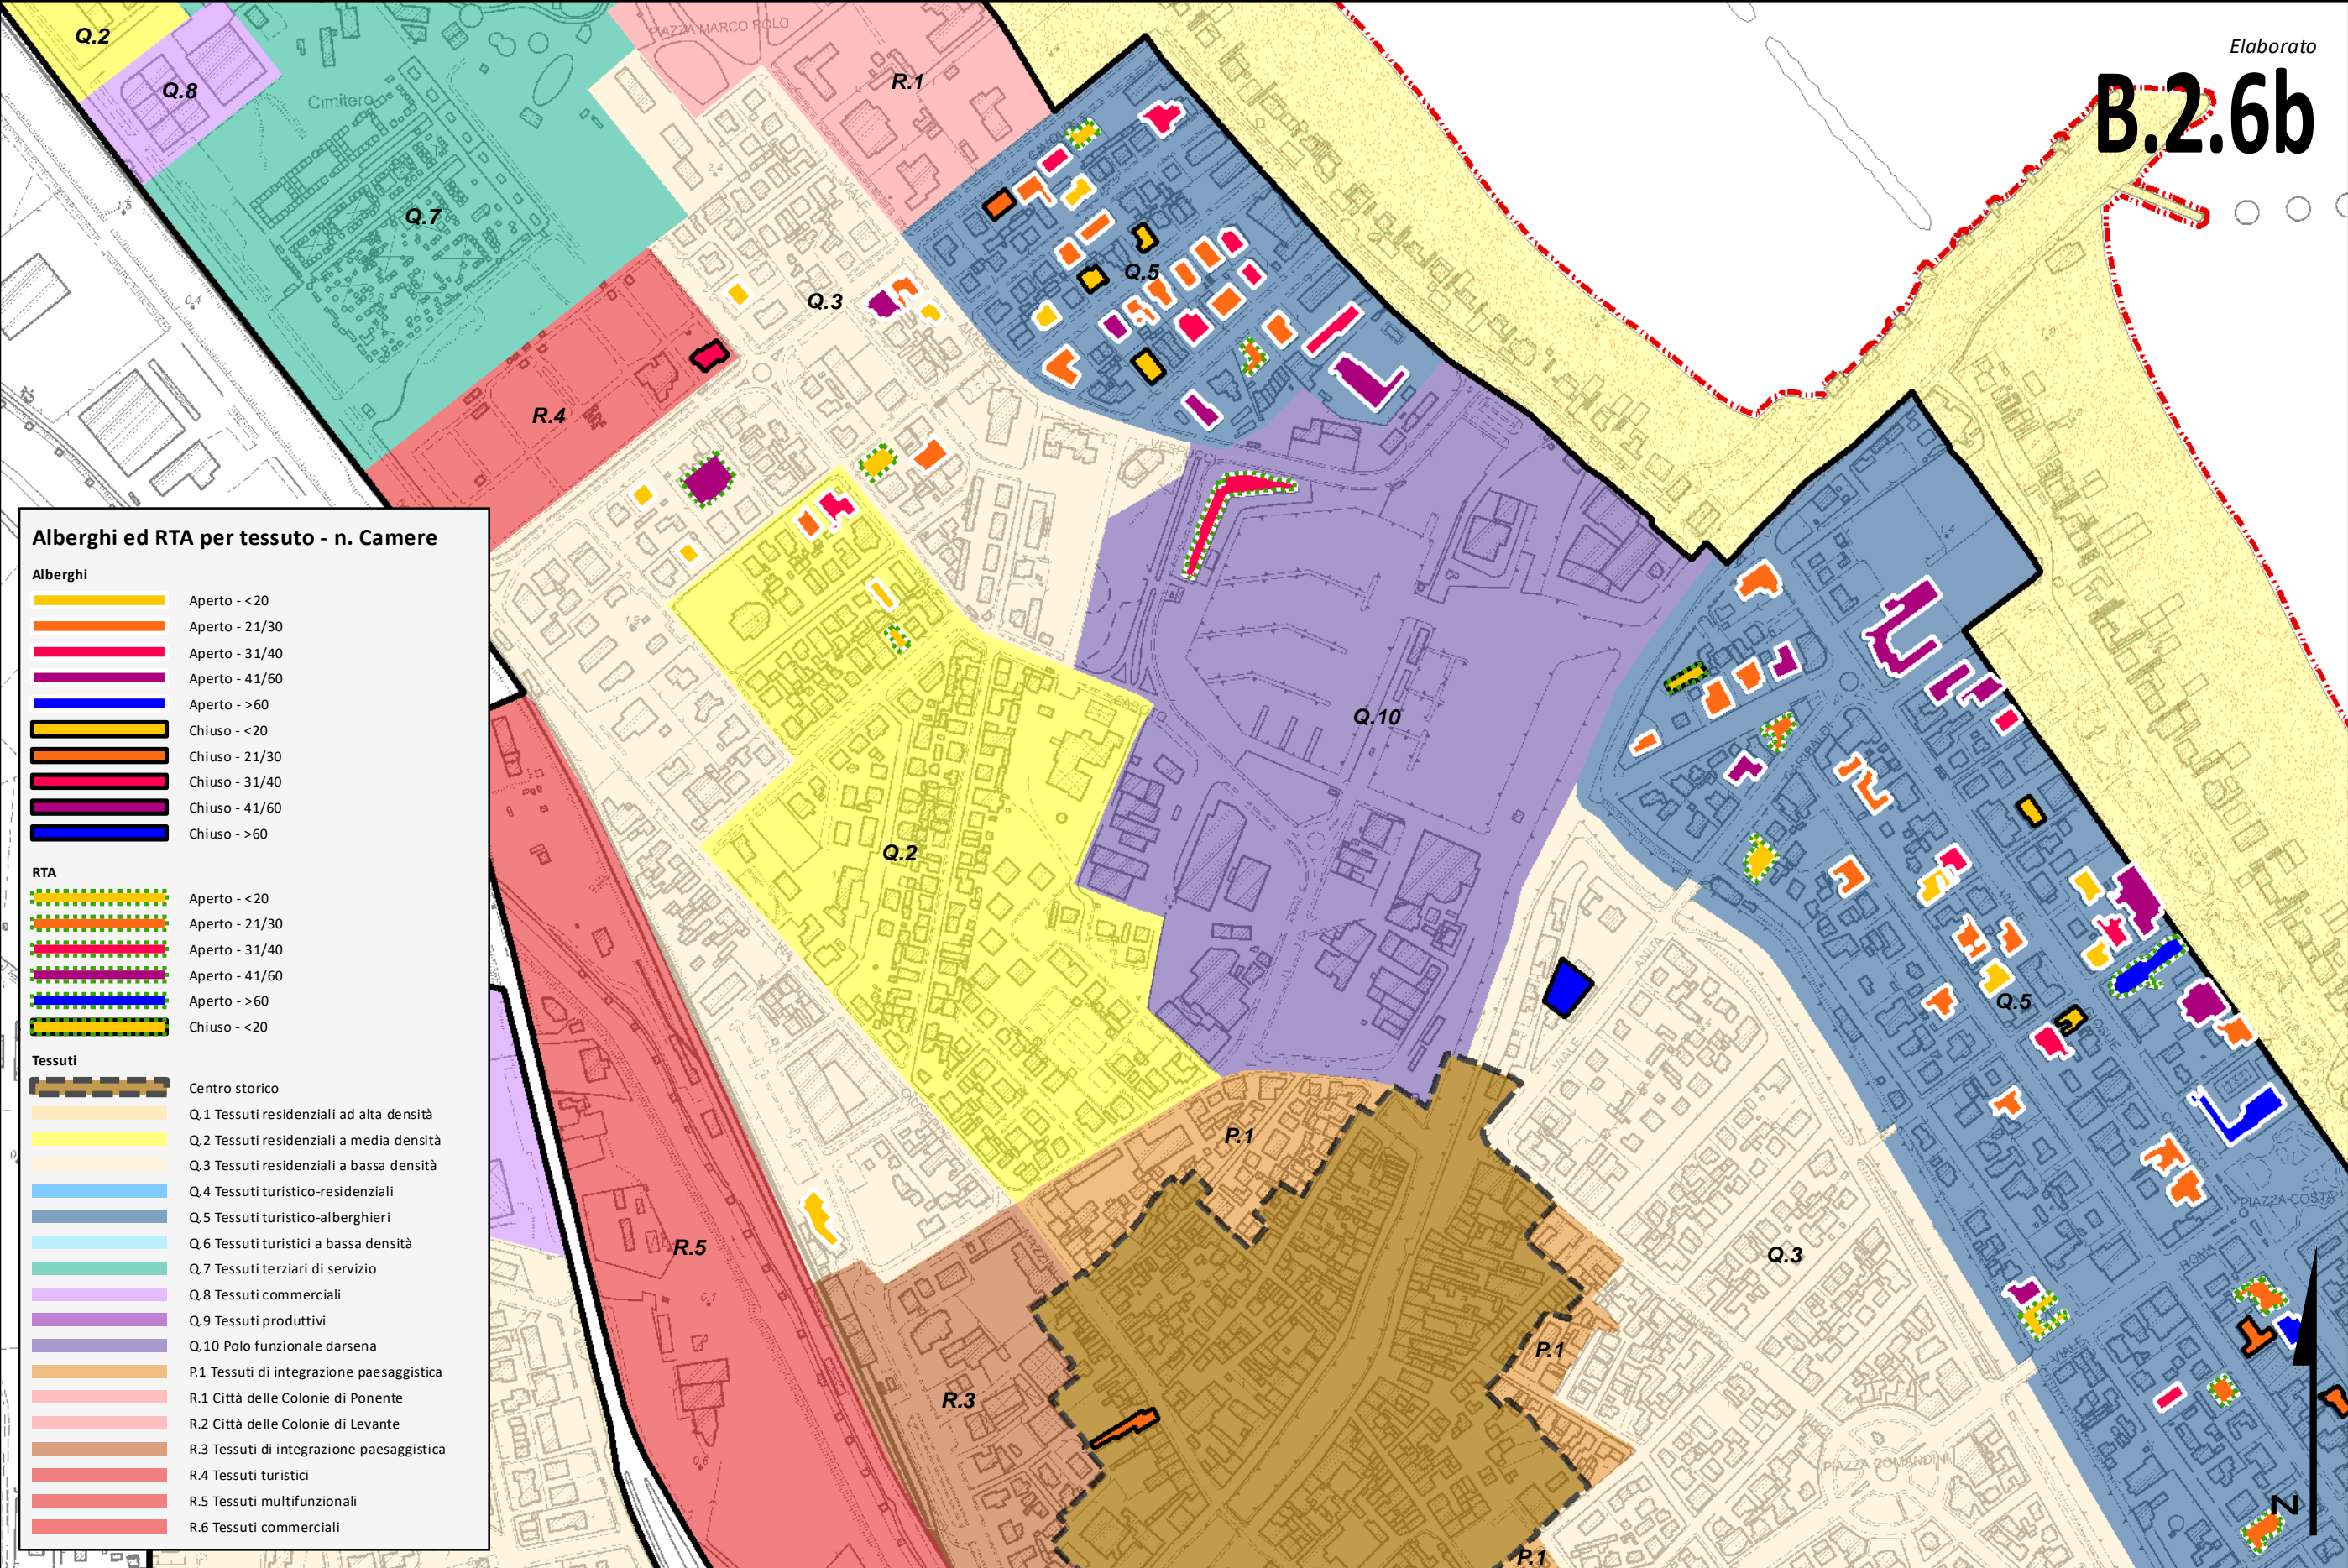 Elaborato
B.2.6b
Q.2
Q.8
Cimitero
Q.7
PIAZZA MARCO POLO
R.1
VIALE
Q.5
Q.3
R.4
Q.10
Q.2
Q.5
P.1
Q.3
R.5
R.3
P.1
P.1
VIALE
VIALE
PIAZZA COSTA
ROMA
PIAZZA COMANDINI
N
Alberghi ed RTA per tessuto - n. Camere
Alberghi
Aperto - <20
Aperto - 21/30
Aperto - 31/40
Aperto - 41/60
Aperto - >60
Chiuso - <20
Chiuso - 21/30
Chiuso - 31/40
Chiuso - 41/60
Chiuso - >60
RTA
Aperto - <20
Aperto - 21/30
Aperto - 31/40
Aperto - 41/60
Aperto - >60
Chiuso - <20
Tessuti
Centro storico
Q.1 Tessuti residenziali ad alta densità
Q.2 Tessuti residenziali a media densità
Q.3 Tessuti residenziali a bassa densità
Q.4 Tessuti turistico-residenziali
Q.5 Tessuti turistico-alberghieri
Q.6 Tessuti turistici a bassa densità
Q.7 Tessuti terziari di servizio
Q.8 Tessuti commerciali
Q.9 Tessuti produttivi
Q.10 Polo funzionale darsena
P.1 Tessuti di integrazione paesaggistica
R.1 Città delle Colonie di Ponente
R.2 Città delle Colonie di Levante
R.3 Tessuti di integrazione paesaggistica
R.4 Tessuti turistici
R.5 Tessuti multifunzionali
R.6 Tessuti commerciali